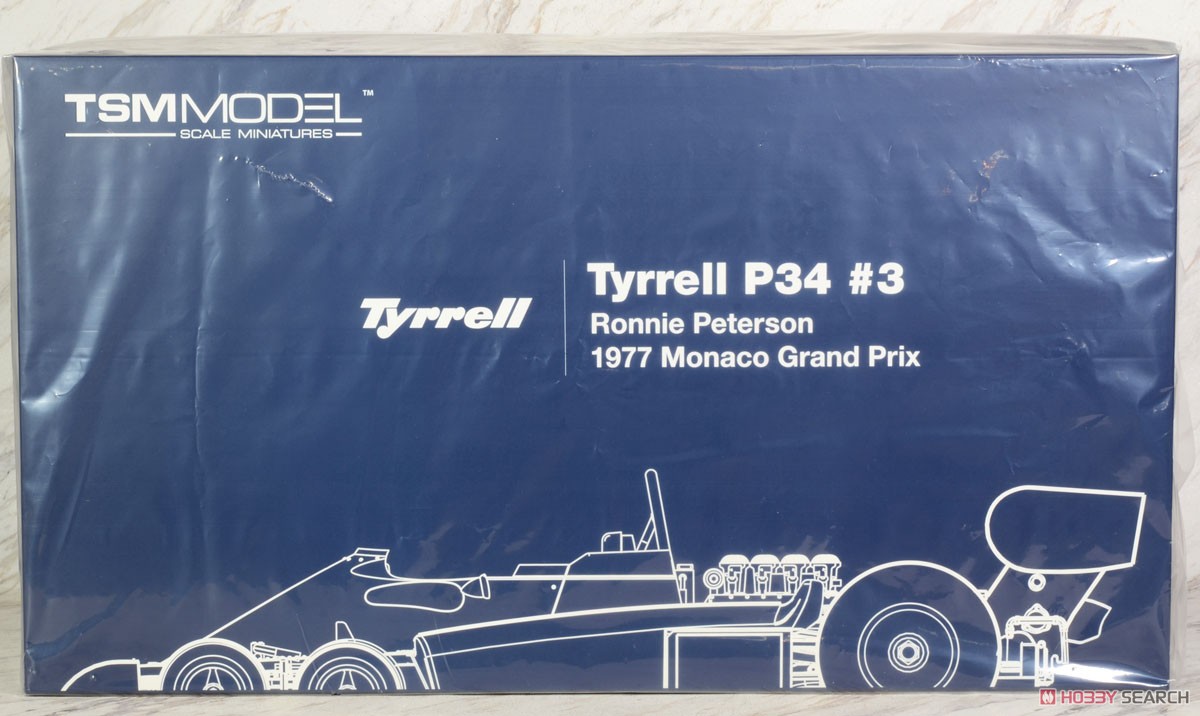 TSMMODEL™
SCALE MINIATURES
Tyrrell
Tyrrell P34 #3
Ronnie Peterson
1977 Monaco Grand Prix
HOBBY SEARCH